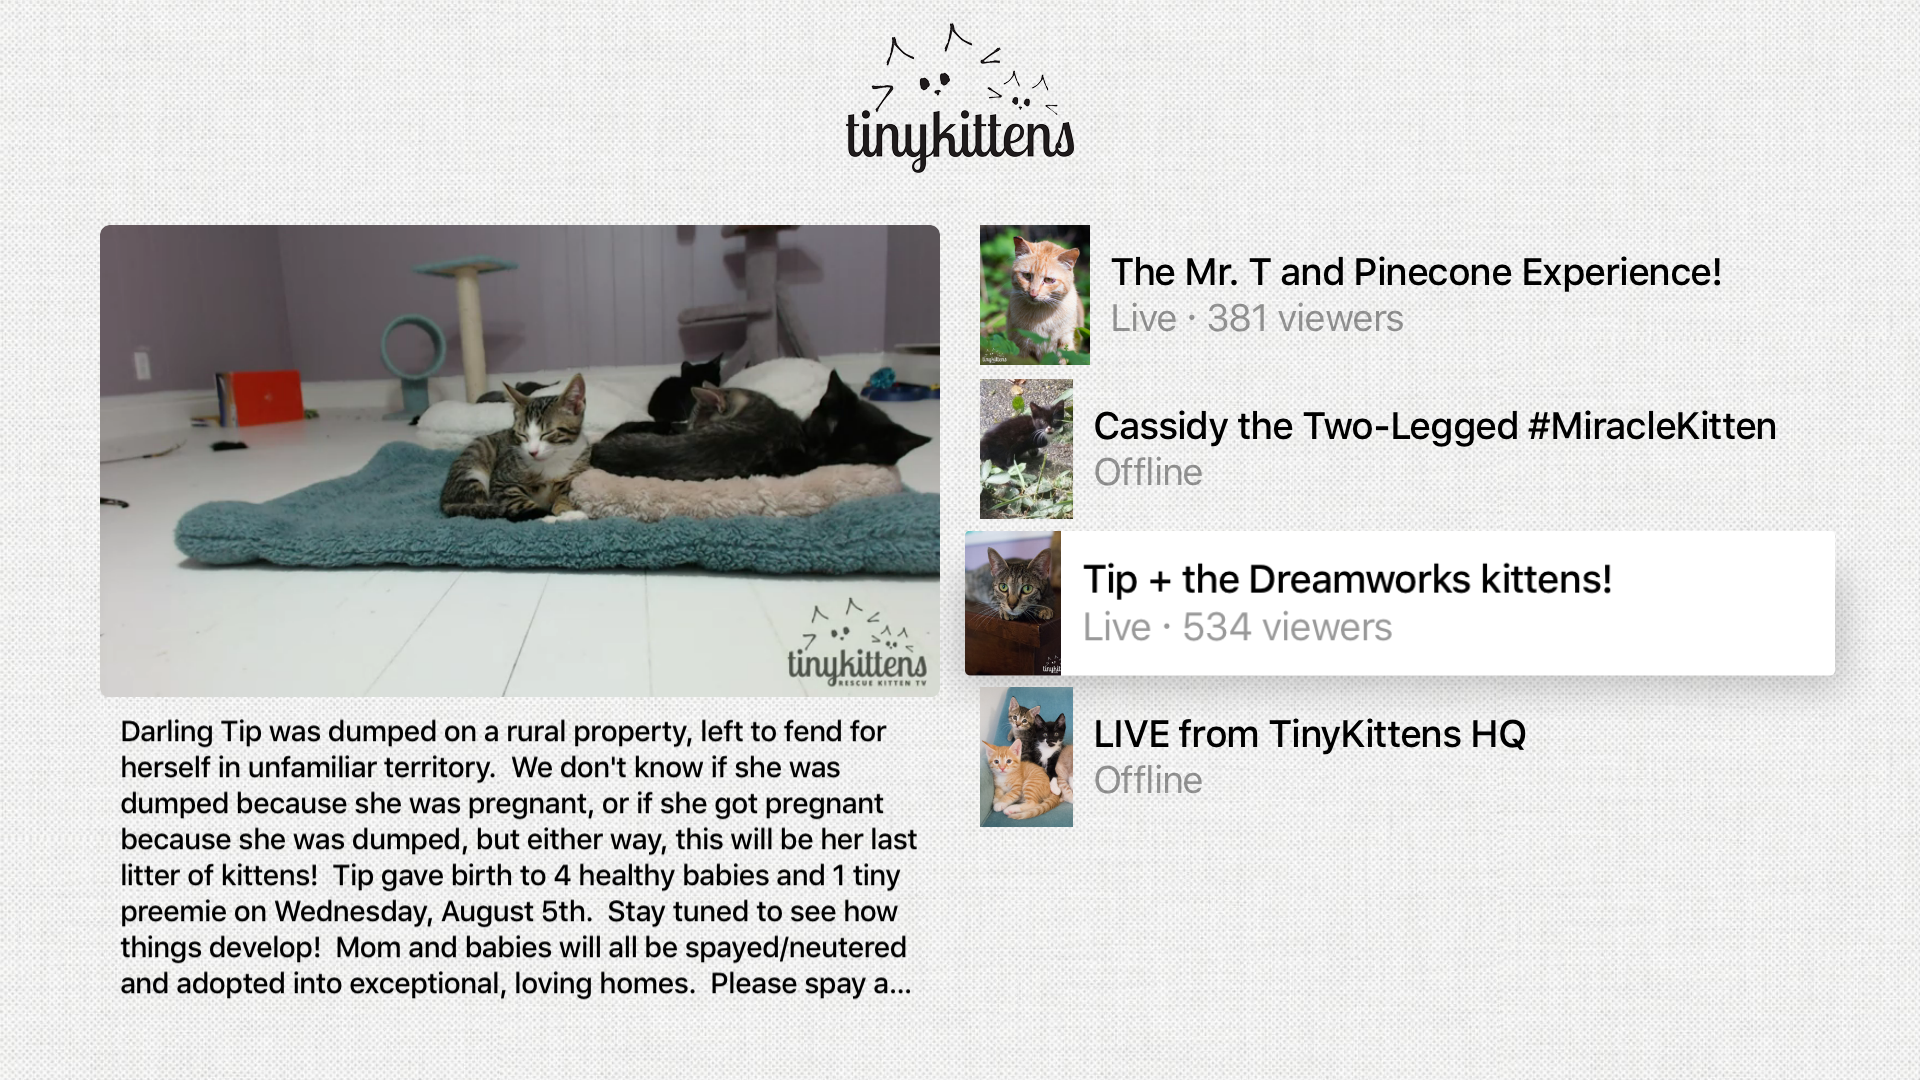 tinykittens
tinykittens
RESCUE KITTEN TV
Darling Tip was dumped on a rural property, left to fend for
herself in unfamiliar territory.  We don't know if she was
dumped because she was pregnant, or if she got pregnant
because she was dumped, but either way, this will be her last
litter of kittens!  Tip gave birth to 4 healthy babies and 1 tiny
preemie on Wednesday, August 5th.  Stay tuned to see how
things develop!  Mom and babies will all be spayed/neutered
and adopted into exceptional, loving homes.  Please spay a...
The Mr. T and Pinecone Experience!
Live · 381 viewers
tinykittens
Cassidy the Two-Legged #MiracleKitten
Offline
Tip + the Dreamworks kittens!
Live · 534 viewers
LIVE from TinyKittens HQ
Offline